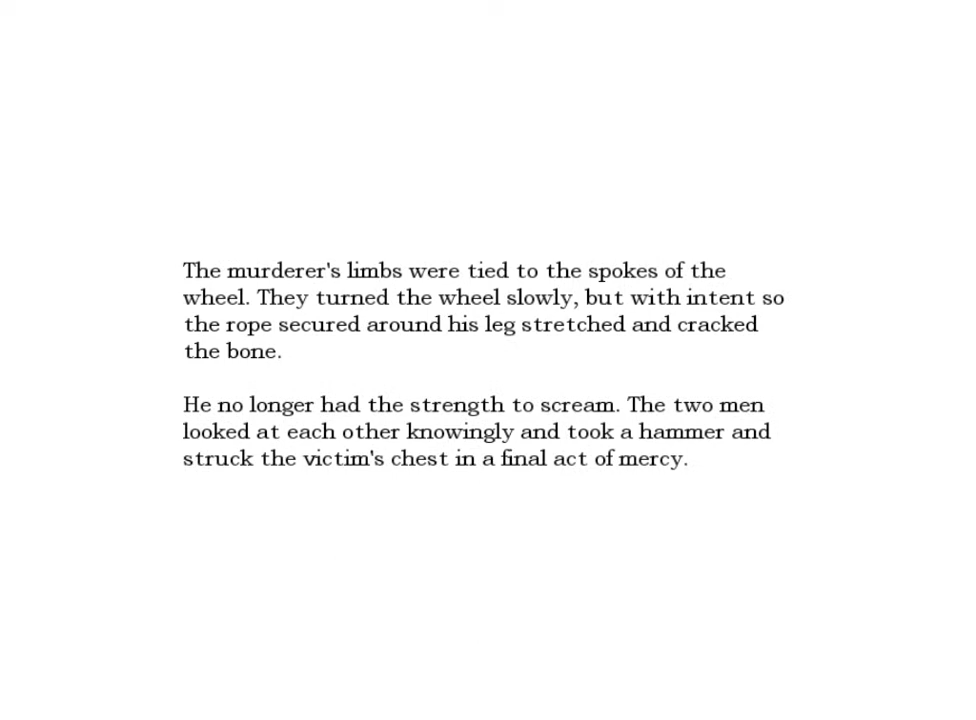 The murderer's limbs were tied to the spokes of the
wheel. They turned the wheel slowly, but with intent so
the rope secured around his leg stretched and cracked
the bone.
He no longer had the strength to scream. The two men
looked at each other knowingly and took a hammer and
struck the victim's chest in a final act of mercy.